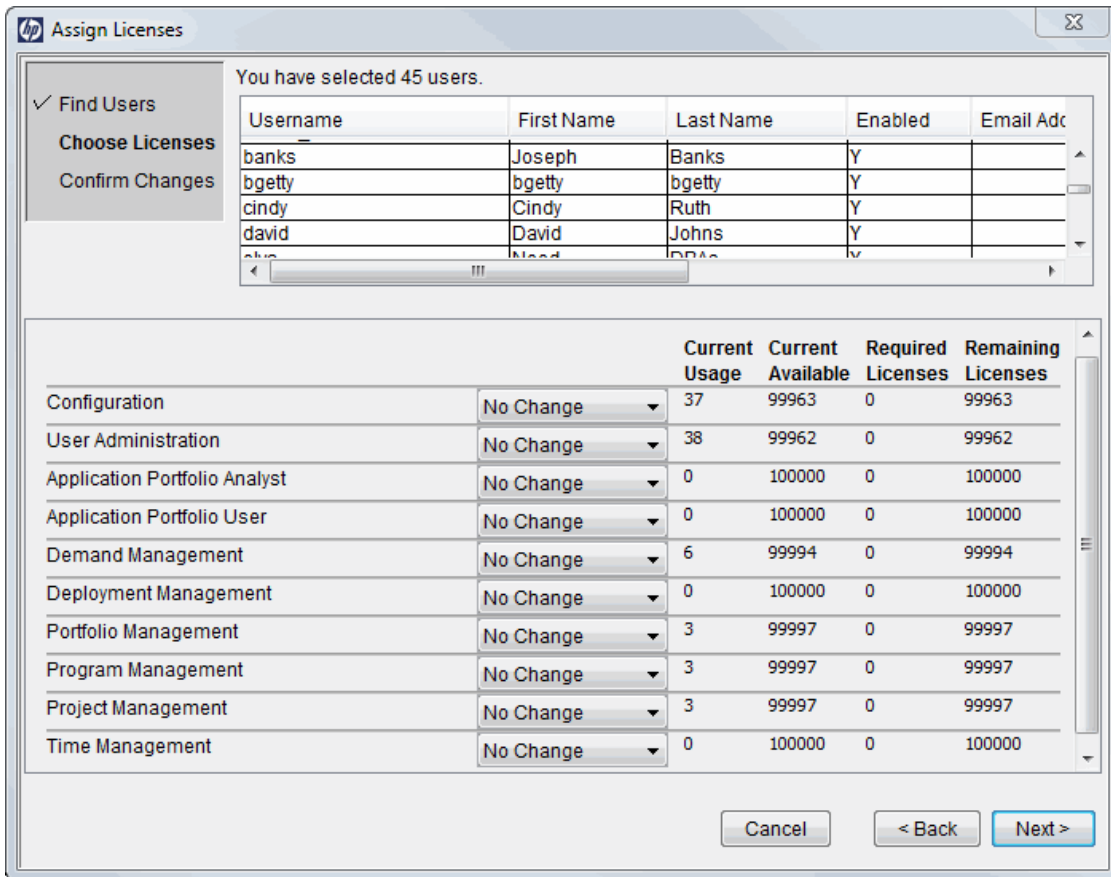 hp Assign Licenses
You have selected 45 users.
Find Users
Choose Licenses
Confirm Changes
Username First Name Last Name Enabled Email Add
banks Joseph Banks Y
bgetty bgetty bgetty Y
cindy Cindy Ruth Y
david David Johns Y
Current Usage Current Available Required Licenses Remaining Licenses
Configuration No Change 37 99963 0 99963
User Administration No Change 38 99962 0 99962
Application Portfolio Analyst No Change 0 100000 0 100000
Application Portfolio User No Change 0 100000 0 100000
Demand Management No Change 6 99994 0 99994
Deployment Management No Change 0 100000 0 100000
Portfolio Management No Change 3 99997 0 99997
Program Management No Change 3 99997 0 99997
Project Management No Change 3 99997 0 99997
Time Management No Change 0 100000 0 100000
Cancel < Back Next >